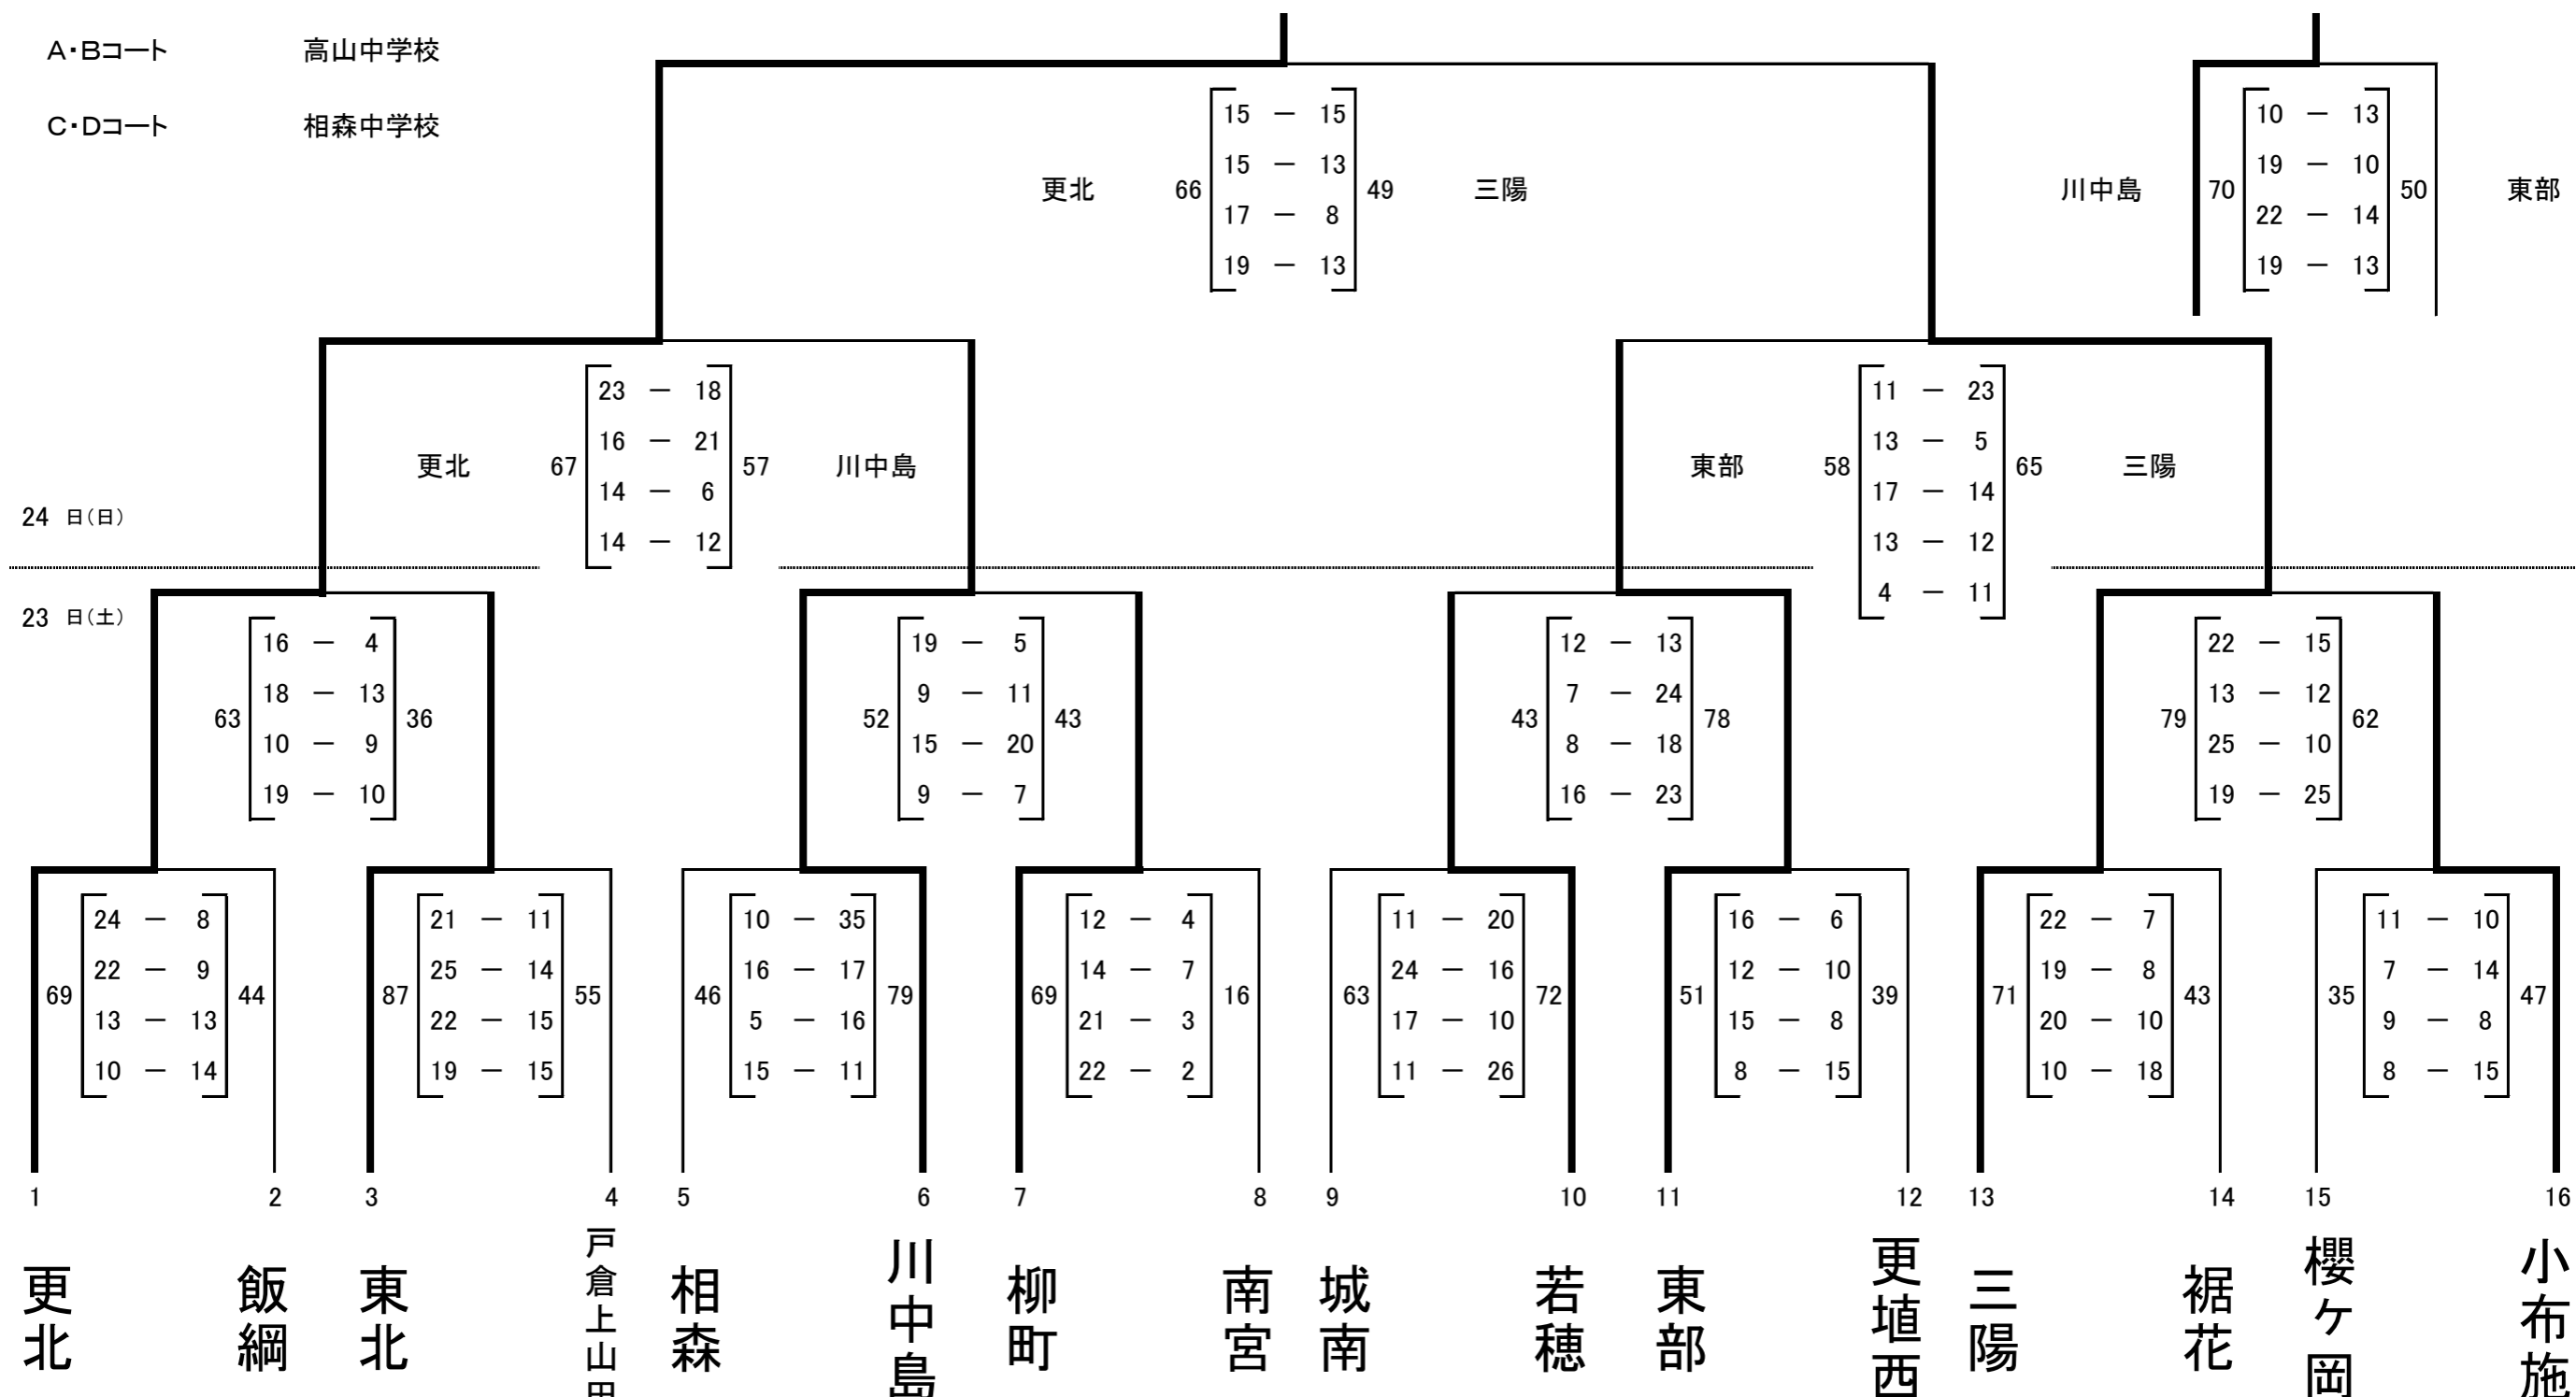 A・Bコート 高山中学校
C・Dコート 相森中学校
更北 66 49 三陽
15 － 15
15 － 13
17 － 8
19 － 13
川中島 70 50 東部
10 － 13
19 － 10
22 － 14
19 － 13
更北 67 57 川中島
23 － 18
16 － 21
14 － 6
14 － 12
東部 58 65 三陽
11 － 23
13 － 5
17 － 14
13 － 12
4 － 11
24 日(日)
23 日(土)
63 36
16 － 4
18 － 13
10 － 9
19 － 10
52 43
19 － 5
9 － 11
15 － 20
9 － 7
43 78
12 － 13
7 － 24
8 － 18
16 － 23
79 62
22 － 15
13 － 12
25 － 10
19 － 25
69 44
24 － 8
22 － 9
13 － 13
10 － 14
87 55
21 － 11
25 － 14
22 － 15
19 － 15
46 79
10 － 35
16 － 17
5 － 16
15 － 11
69 16
12 － 4
14 － 7
21 － 3
22 － 2
63 72
11 － 20
24 － 16
17 － 10
11 － 26
51 39
16 － 6
12 － 10
15 － 8
8 － 15
71 43
22 － 7
19 － 8
20 － 10
10 － 18
35 47
11 － 10
7 － 14
9 － 8
8 － 15
1 2 3 4 5 6 7 8 9 10 11 12 13 14 15 16
更北
飯綱
東北
戸倉上山田
相森
川中島
柳町
南宮
城南
若穂
東部
更埴西
三陽
裾花
櫻ケ岡
小布施